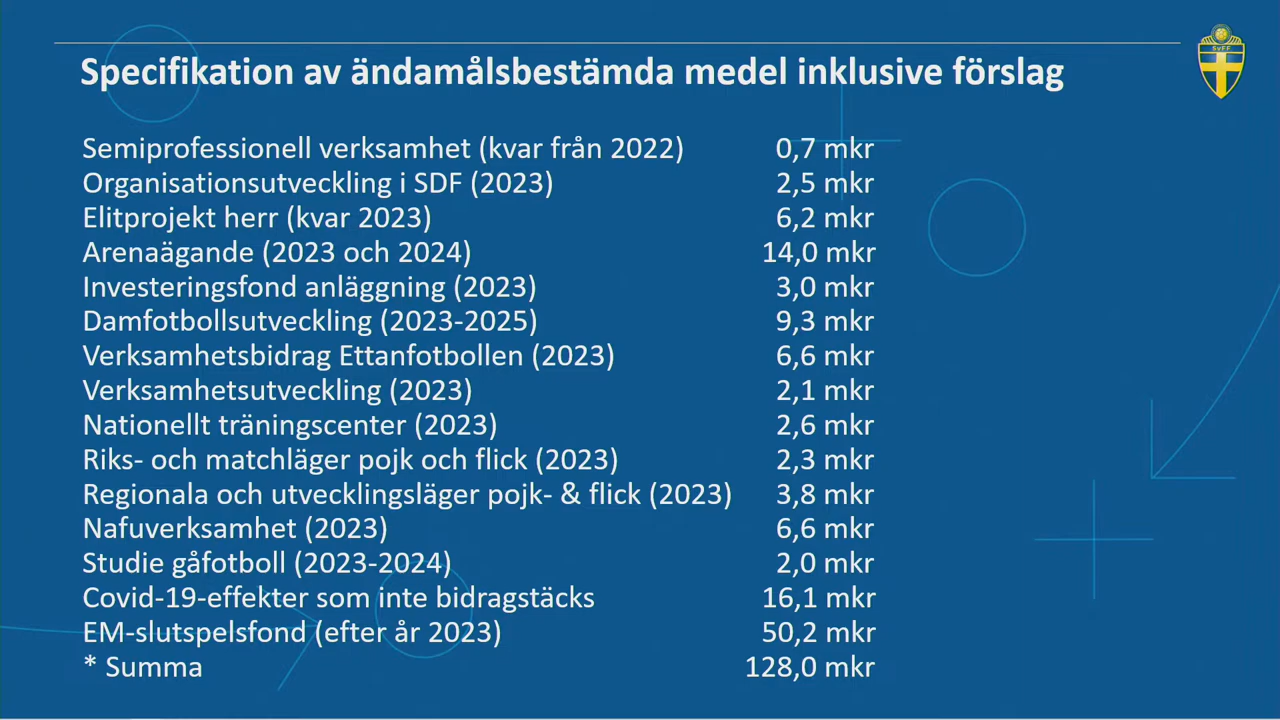 SvFF
Specifikation av ändamålsbestämda medel inklusive förslag
Semiprofessionell verksamhet (kvar från 2022) 0,7 mkr
Organisationsutveckling i SDF (2023) 2,5 mkr
Elitprojekt herr (kvar 2023) 6,2 mkr
Arenaägande (2023 och 2024) 14,0 mkr
Investeringsfond anläggning (2023) 3,0 mkr
Damfotbollsutveckling (2023-2025) 9,3 mkr
Verksamhetsbidrag Ettanfotbollen (2023) 6,6 mkr
Verksamhetsutveckling (2023) 2,1 mkr
Nationellt träningscenter (2023) 2,6 mkr
Riks- och matchläger pojk och flick (2023) 2,3 mkr
Regionala och utvecklingsläger pojk- & flick (2023) 3,8 mkr
Nafuverksamhet (2023) 6,6 mkr
Studie gåfotboll (2023-2024) 2,0 mkr
Covid-19-effekter som inte bidragstäcks 16,1 mkr
EM-slutspelsfond (efter år 2023) 50,2 mkr
* Summa 128,0 mkr